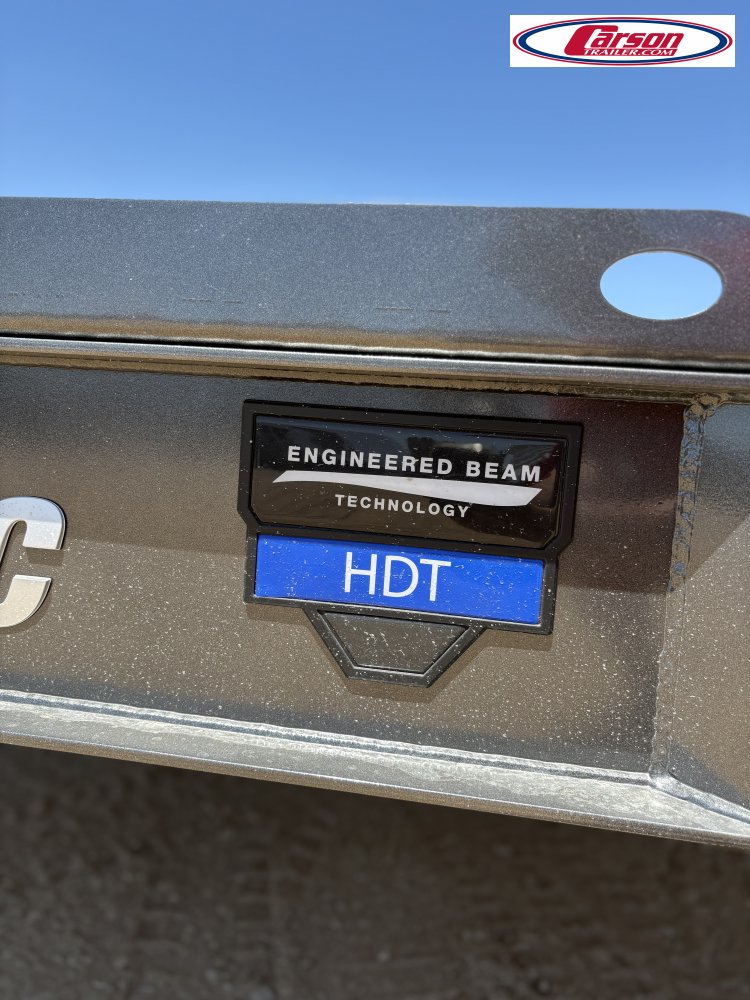 Carson
TRAILER.COM
C
ENGINEERED BEAM
TECHNOLOGY
HDT